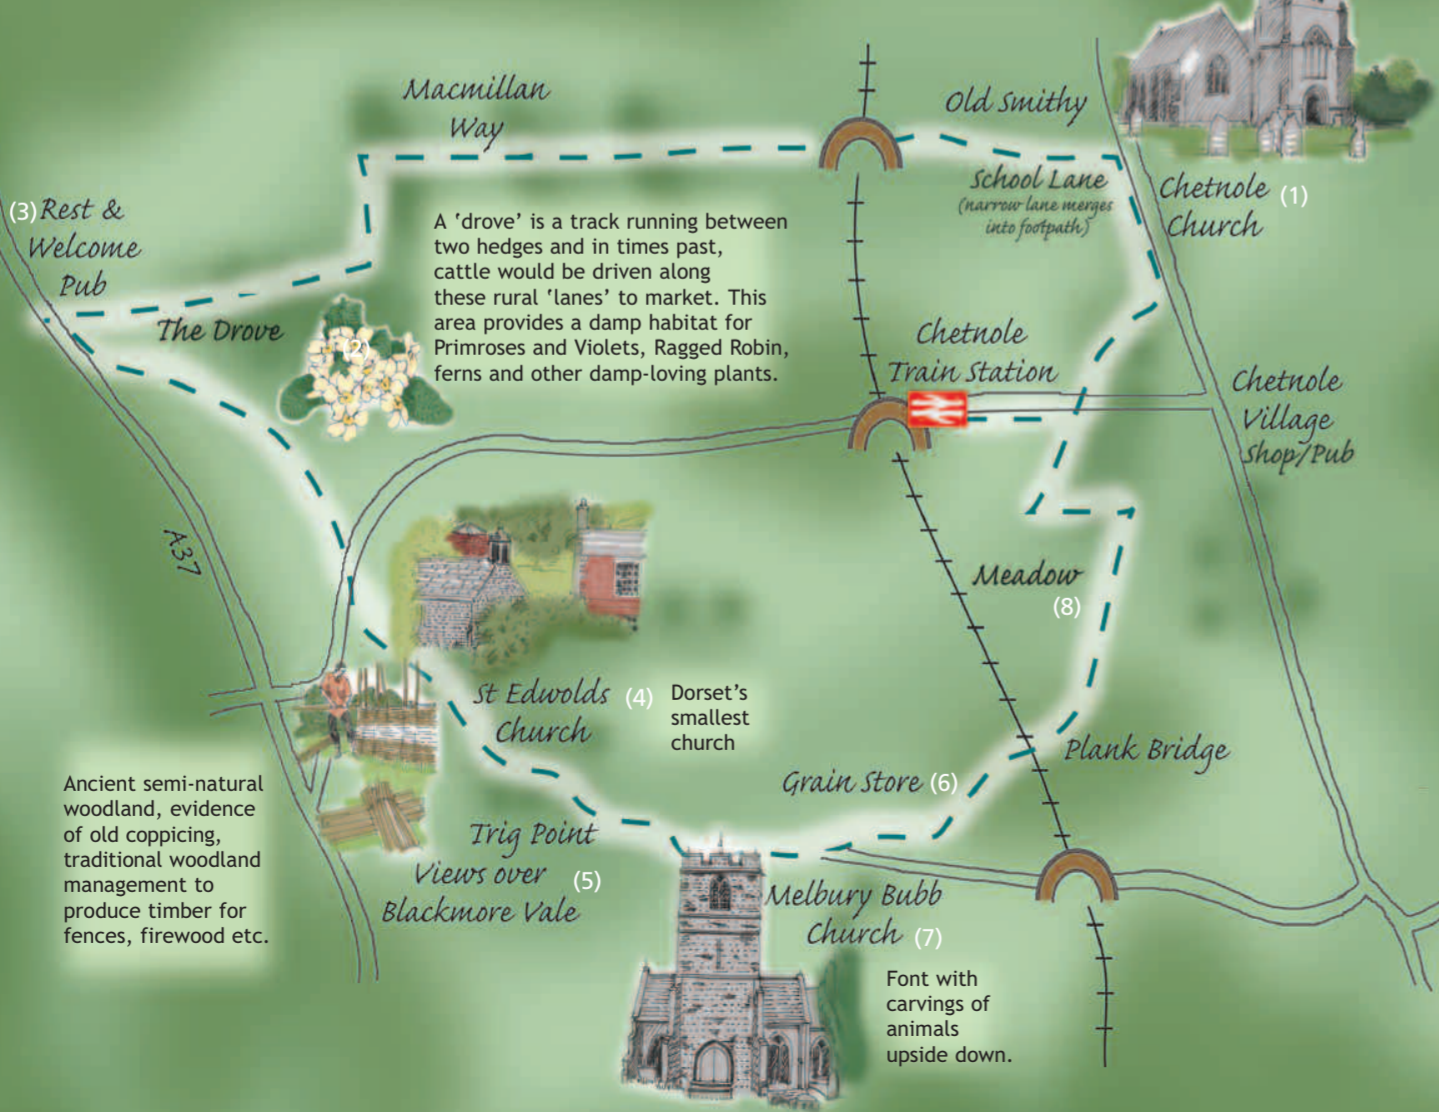 Macmillan
Way
Old Smithy
School Lane
(narrow lane merges
into footpath)
Chetnole (1)
Church
(3) Rest &
Welcome
Pub
A ‘drove’ is a track running between
two hedges and in times past,
cattle would be driven along
these rural ‘lanes’ to market. This
area provides a damp habitat for
Primroses and Violets, Ragged Robin,
ferns and other damp-loving plants.
The Drove
(2)
Chetnole
Train Station
Chetnole
Village
Shop/Pub
A37
Meadow
(8)
St Edwolds (4)
Church
Dorset’s
smallest
church
Plank Bridge
Grain Store (6)
Ancient semi-natural
woodland, evidence
of old coppicing,
traditional woodland
management to
produce timber for
fences, firewood etc.
Trig Point
Views over (5)
Blackmore Vale
Melbury Bubb
Church (7)
Font with
carvings of
animals
upside down.